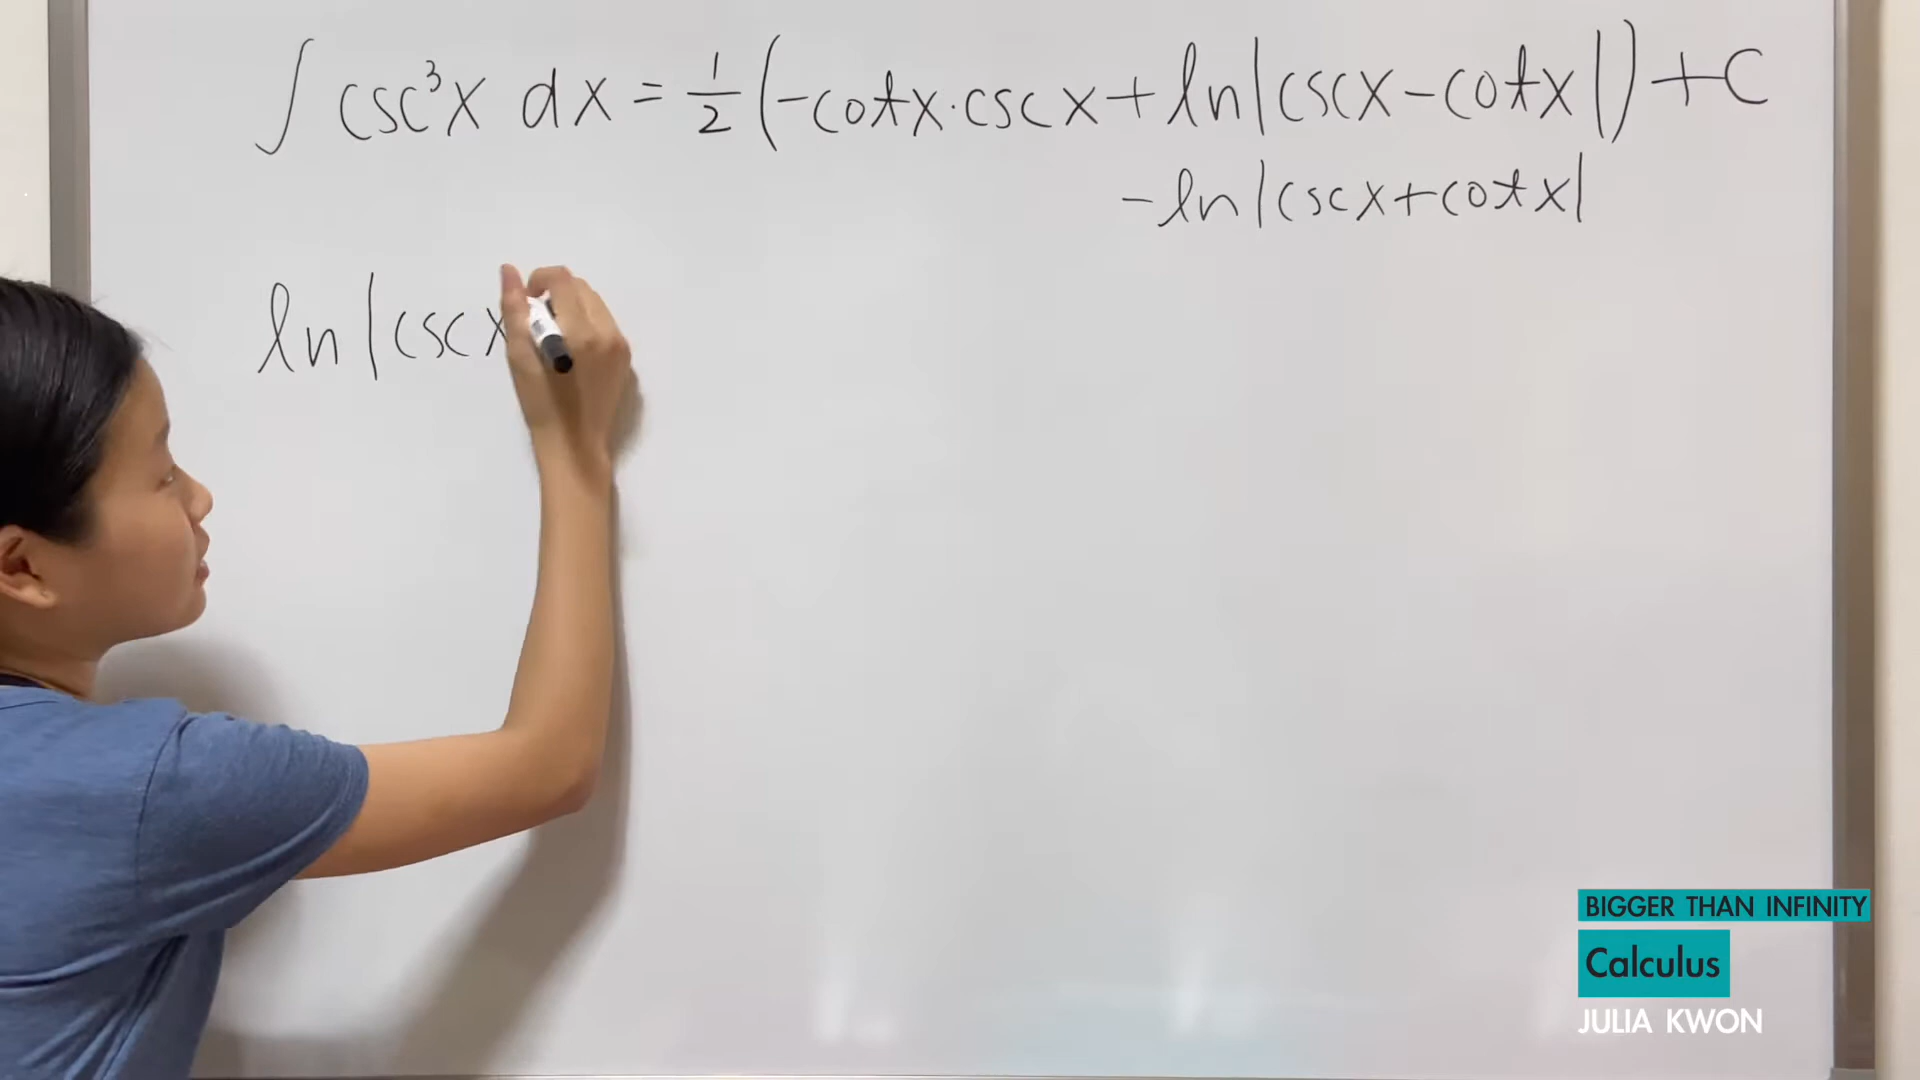 ∫ csc³x dx = 1/2 (-cotx·cscx + ln|cscx - cotx|) + C
-ln|cscx+cotx|
ln|cscx
BIGGER THAN INFINITY
Calculus
JULIA KWON